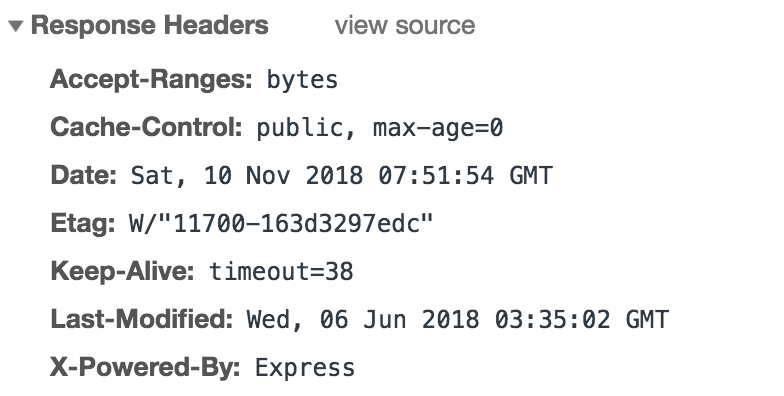 Response Headers view source
Accept-Ranges: bytes
Cache-Control: public, max-age=0
Date: Sat, 10 Nov 2018 07:51:54 GMT
Etag: W/"11700-163d3297edc"
Keep-Alive: timeout=38
Last-Modified: Wed, 06 Jun 2018 03:35:02 GMT
X-Powered-By: Express